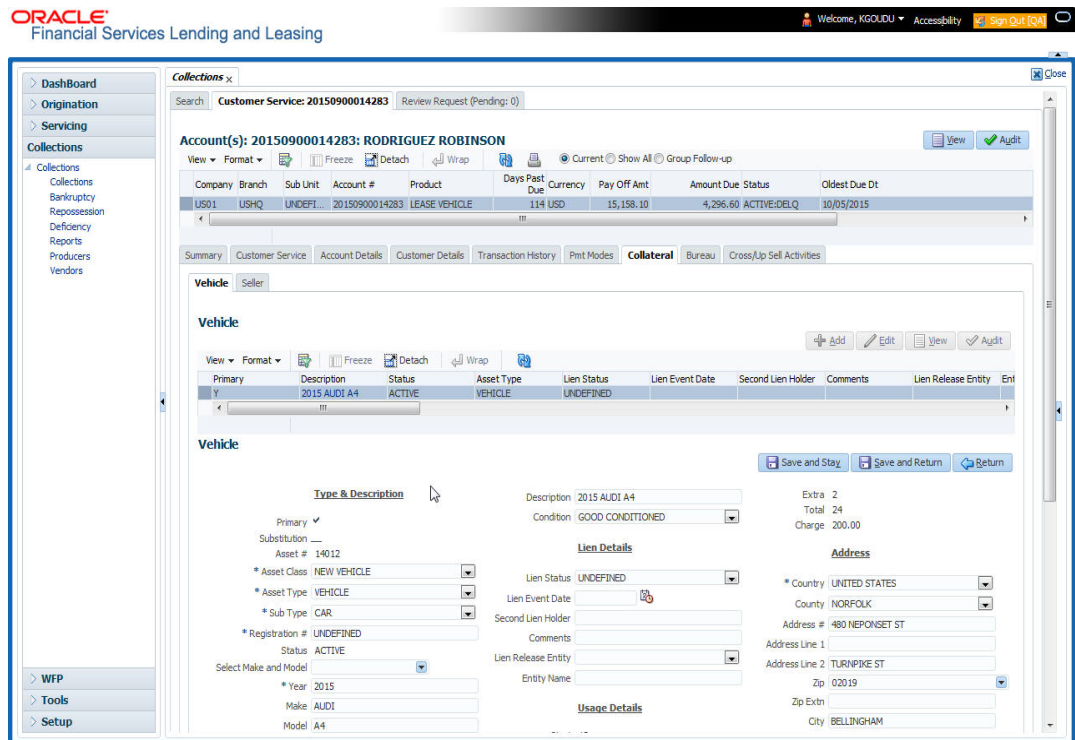 ORACLE
Financial Services Lending and Leasing
Welcome, KGOUDU Accessibility Sign Out [QA]
Close
DashBoard
Origination
Servicing
Collections
Collections
Collections
Bankruptcy
Repossession
Deficiency
Reports
Producers
Vendors
WFP
Tools
Setup
Collections x
Search Customer Service: 20150900014283 Review Request (Pending: 0)
Account(s): 20150900014283: RODRIGUEZ ROBINSON
View Audit
View Format Freeze Detach Wrap Current Show All Group Follow-up
Company Branch Sub Unit Account # Product Days Past Due Currency Pay Off Amt Amount Due Status Oldest Due Dt
US01 USHQ UNDEFI... 20150900014283 LEASE VEHICLE 114 USD 15,158.10 4,296.60 ACTIVE:DELQ 10/05/2015
Summary Customer Service Account Details Customer Details Transaction History Pmt Modes Collateral Bureau Cross/Up Sell Activities
Vehicle Seller
Vehicle
Add Edit View Audit
View Format Freeze Detach Wrap
Primary Description Status Asset Type Lien Status Lien Event Date Second Lien Holder Comments Lien Release Entity Ent
Y 2015 AUDI A4 ACTIVE VEHICLE UNDEFINED
Vehicle
Save and Stay Save and Return Return
Type & Description
Primary
Substitution
Asset # 14012
* Asset Class NEW VEHICLE
* Asset Type VEHICLE
* Sub Type CAR
* Registration # UNDEFINED
Status ACTIVE
Select Make and Model
* Year 2015
Make AUDI
Model A4
Description 2015 AUDI A4
Condition GOOD CONDITIONED
Lien Details
Lien Status UNDEFINED
Lien Event Date
Second Lien Holder
Comments
Lien Release Entity
Entity Name
Usage Details
Extra 2
Total 24
Charge 200.00
Address
* Country UNITED STATES
County NORFOLK
Address # 480 NEPONSET ST
Address Line 1
Address Line 2 TURNPIKE ST
Zip 02019
Zip Extn
City BELLINGHAM